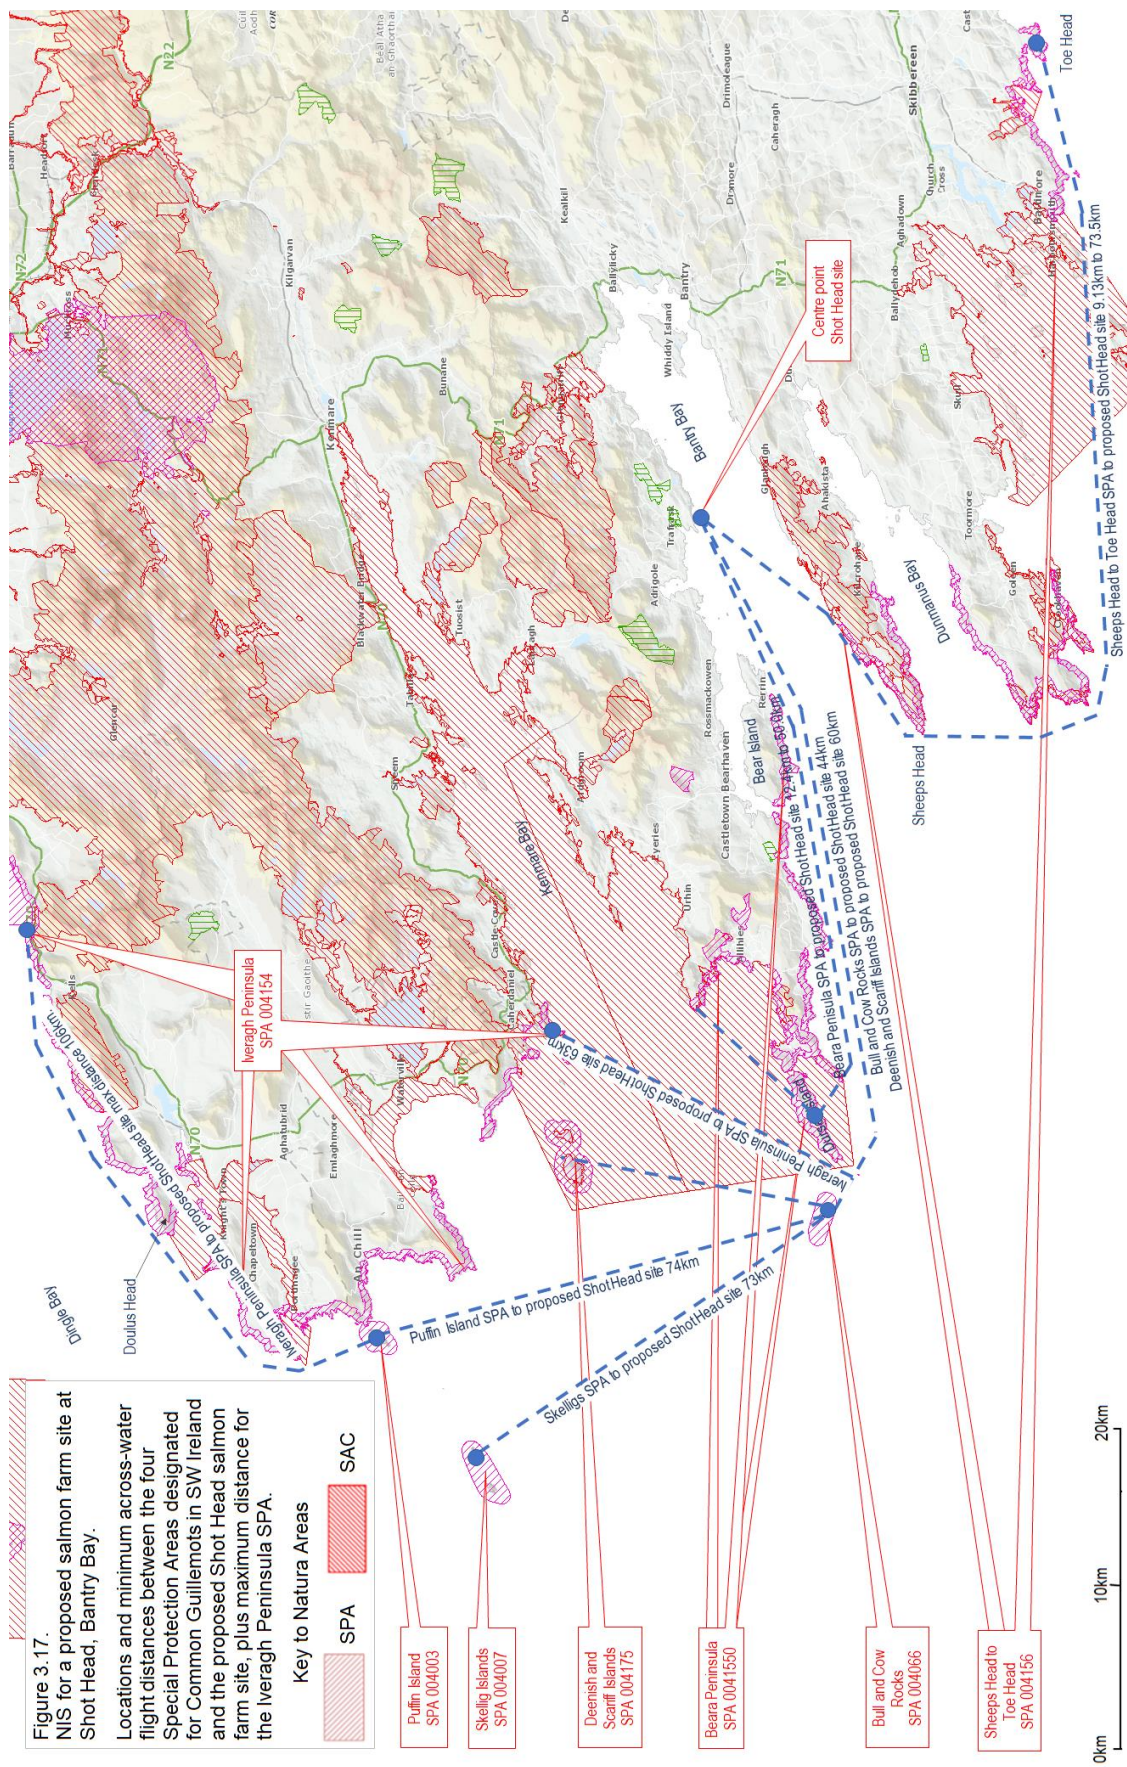 Figure 3.17.
NIS for a proposed salmon farm site at
Shot Head, Bantry Bay.
Locations and minimum across-water
flight distances between the four
Special Protection Areas designated
for Common Guillemots in SW Ireland
and the proposed Shot Head salmon
farm site, plus maximum distance for
the Iveragh Peninsula SPA.
Key to Natura Areas
SPA
SAC
Puffin Island
SPA 004003
Skellig Islands
SPA 004007
Deenish and
Scariff Islands
SPA 004175
Beara Peninsula
SPA 0041550
Bull and Cow
Rocks
SPA 004066
Sheeps Head to
Toe Head
SPA 004156
0km
10km
20km
Iveragh Peninsula
SPA 004154
Centre point
Shot Head site
Dingle Bay
Doulus Head
Iveragh Peninsula SPA to proposed Shot Head site max distance 106km.
Puffin Island SPA to proposed Shot Head site 74km
Skelligs SPA to proposed Shot Head site 73km
Iveragh Peninsula SPA to proposed Shot Head site 63km
Beara Penisula SPA to proposed Shot Head site
Bull and Cow Rocks SPA to proposed Shot Head site 44km
Deenish and Scariff Islands SPA to proposed Shot Head site 60km
Sheeps Head to Toe Head SPA to proposed Shot Head site 9.13km to 73.5km
Kenmare Bay
Bantry Bay
Dunmanus Bay
Bear Island
Sheeps Head
Toe Head
N22
N72
N71
N71
N71
N70
N70
N70
Kilgarvan
Kenmare
Bunane
Kealkill
Ballylicky
Bantry
Whiddy Island
Drimoleague
Dromore
Caheragh
Skibbereen
Church
Cross
Aghadown
Ballydehob
Skull
Baltimore
Toormore
Goleen
Crookhaven
Kilcrohane
Ahakista
Glanlough
Trafrask
Adrigole
Rossmackowen
Rerrin
Castletown Bearhaven
Eyeries
Urhin
Allihies
Ardgroom
Lauragh
Tuosist
Blackwater Bridge
Tahilla
Sneem
Castle Cove
Caherdaniel
Waterville
Glencar
Kells
Aghatubrid
Emlaghmore
Knight's Town
Chapeltown
Portmagee
An Chill